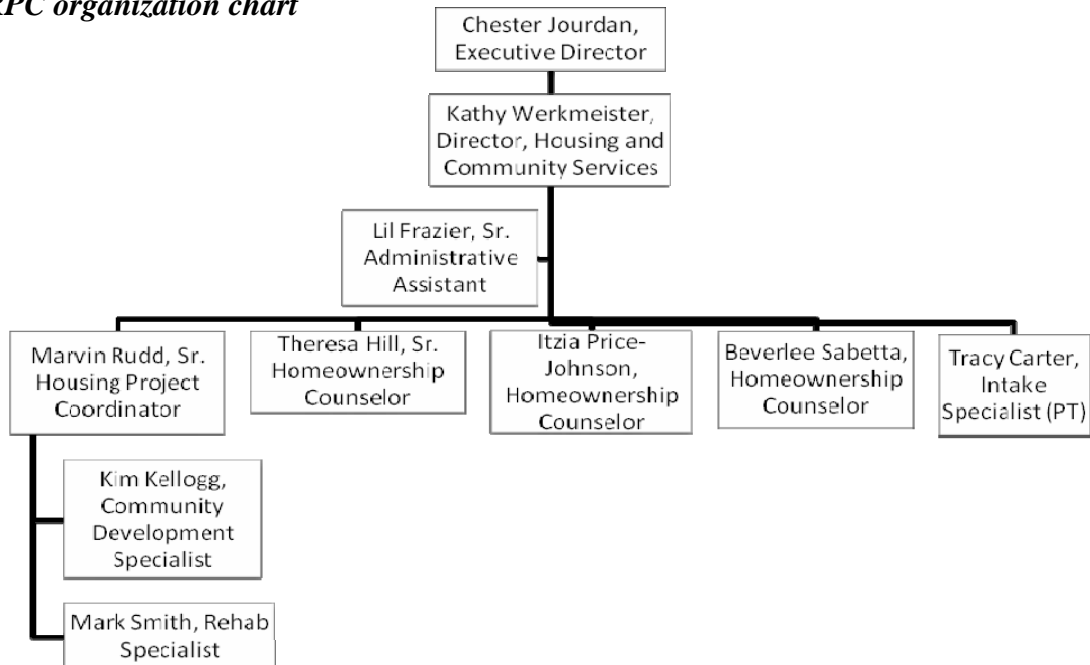 organization chart
Chester Jourdan,
Executive Director
Kathy Werkmeister,
Director, Housing and
Community Services
Lil Frazier, Sr.
Administrative
Assistant
Marvin Rudd, Sr.
Housing Project
Coordinator
Theresa Hill, Sr.
Homeownership
Counselor
Itzia Price-
Johnson,
Homeownership
Counselor
Beverlee Sabetta,
Homeownership
Counselor
Tracy Carter,
Intake
Specialist (PT)
Kim Kellogg,
Community
Development
Specialist
Mark Smith, Rehab
Specialist